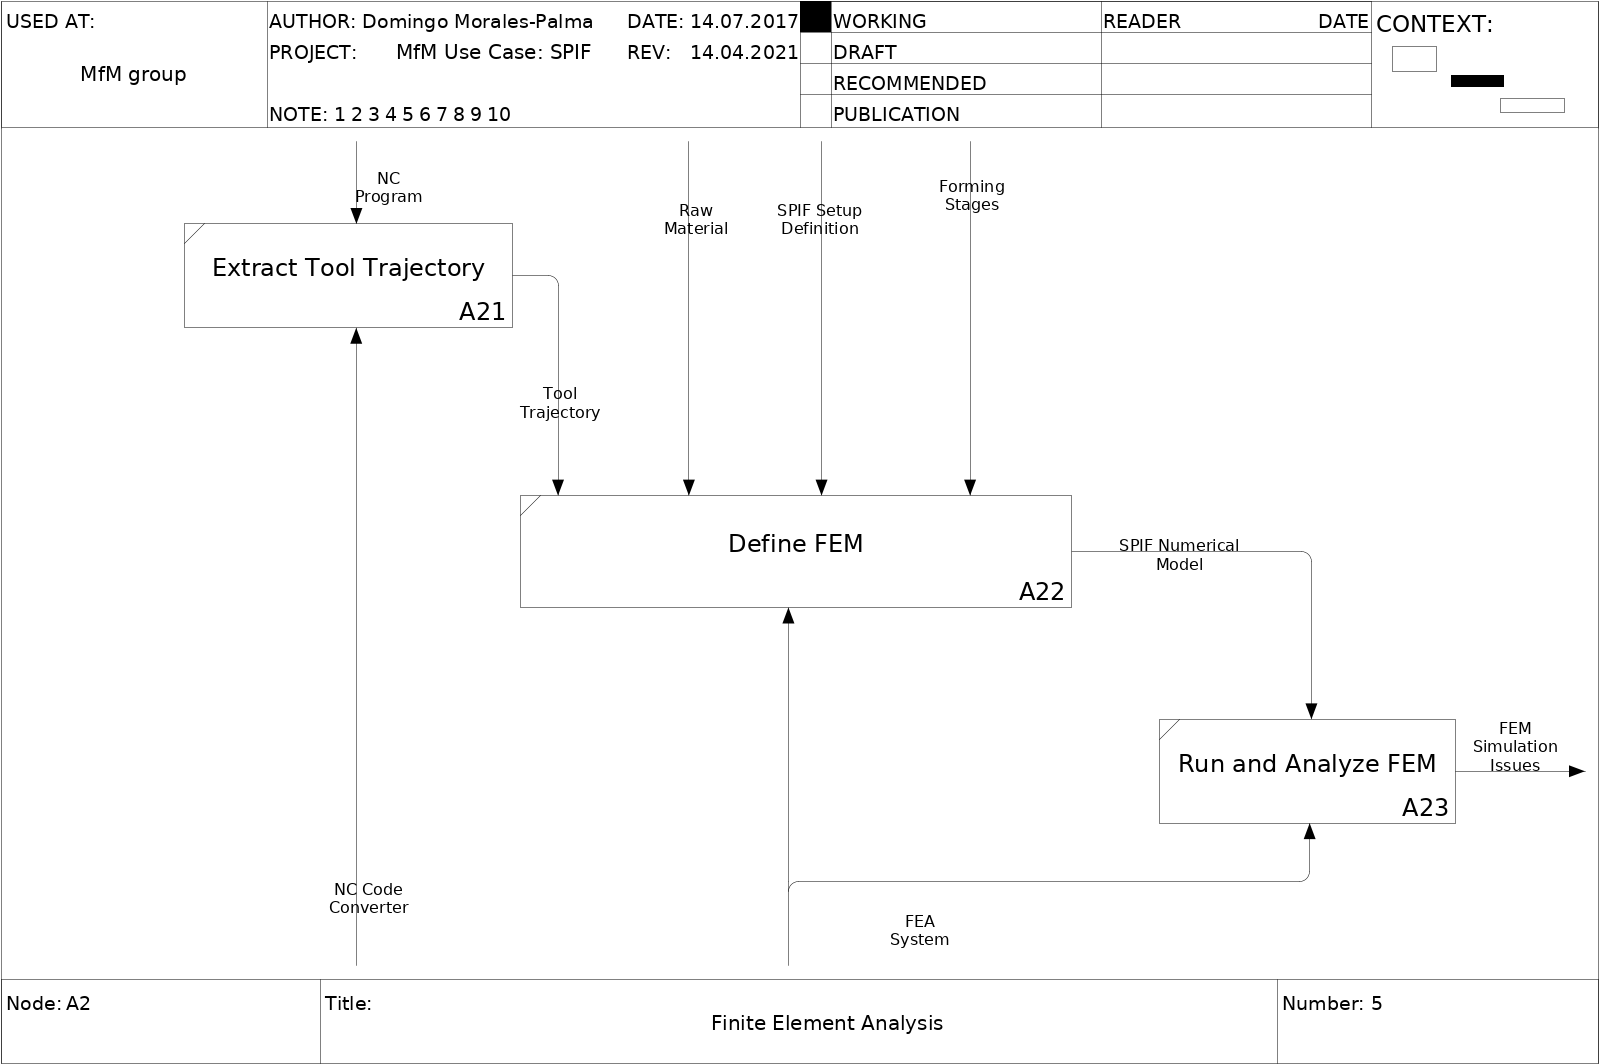 USED AT:
MfM group
AUTHOR: Domingo Morales-Palma
DATE: 14.07.2017
PROJECT: MfM Use Case: SPIF
REV: 14.04.2021
NOTE: 1 2 3 4 5 6 7 8 9 10
WORKING
DRAFT
RECOMMENDED
PUBLICATION
READER DATE
CONTEXT:
NC
Program
Raw
Material
SPIF Setup
Definition
Forming
Stages
Extract Tool Trajectory
A21
Tool
Trajectory
Define FEM
A22
SPIF Numerical
Model
Run and Analyze FEM
A23
FEM
Simulation
Issues
NC Code
Converter
FEA
System
Node: A2
Title:
Finite Element Analysis
Number: 5